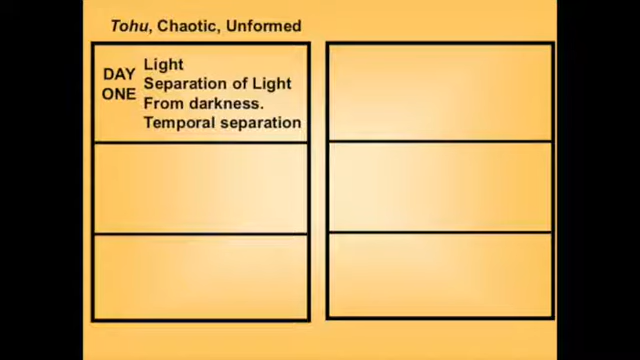 Tohu, Chaotic, Unformed
DAY ONE
Light
Separation of Light
From darkness.
Temporal separation